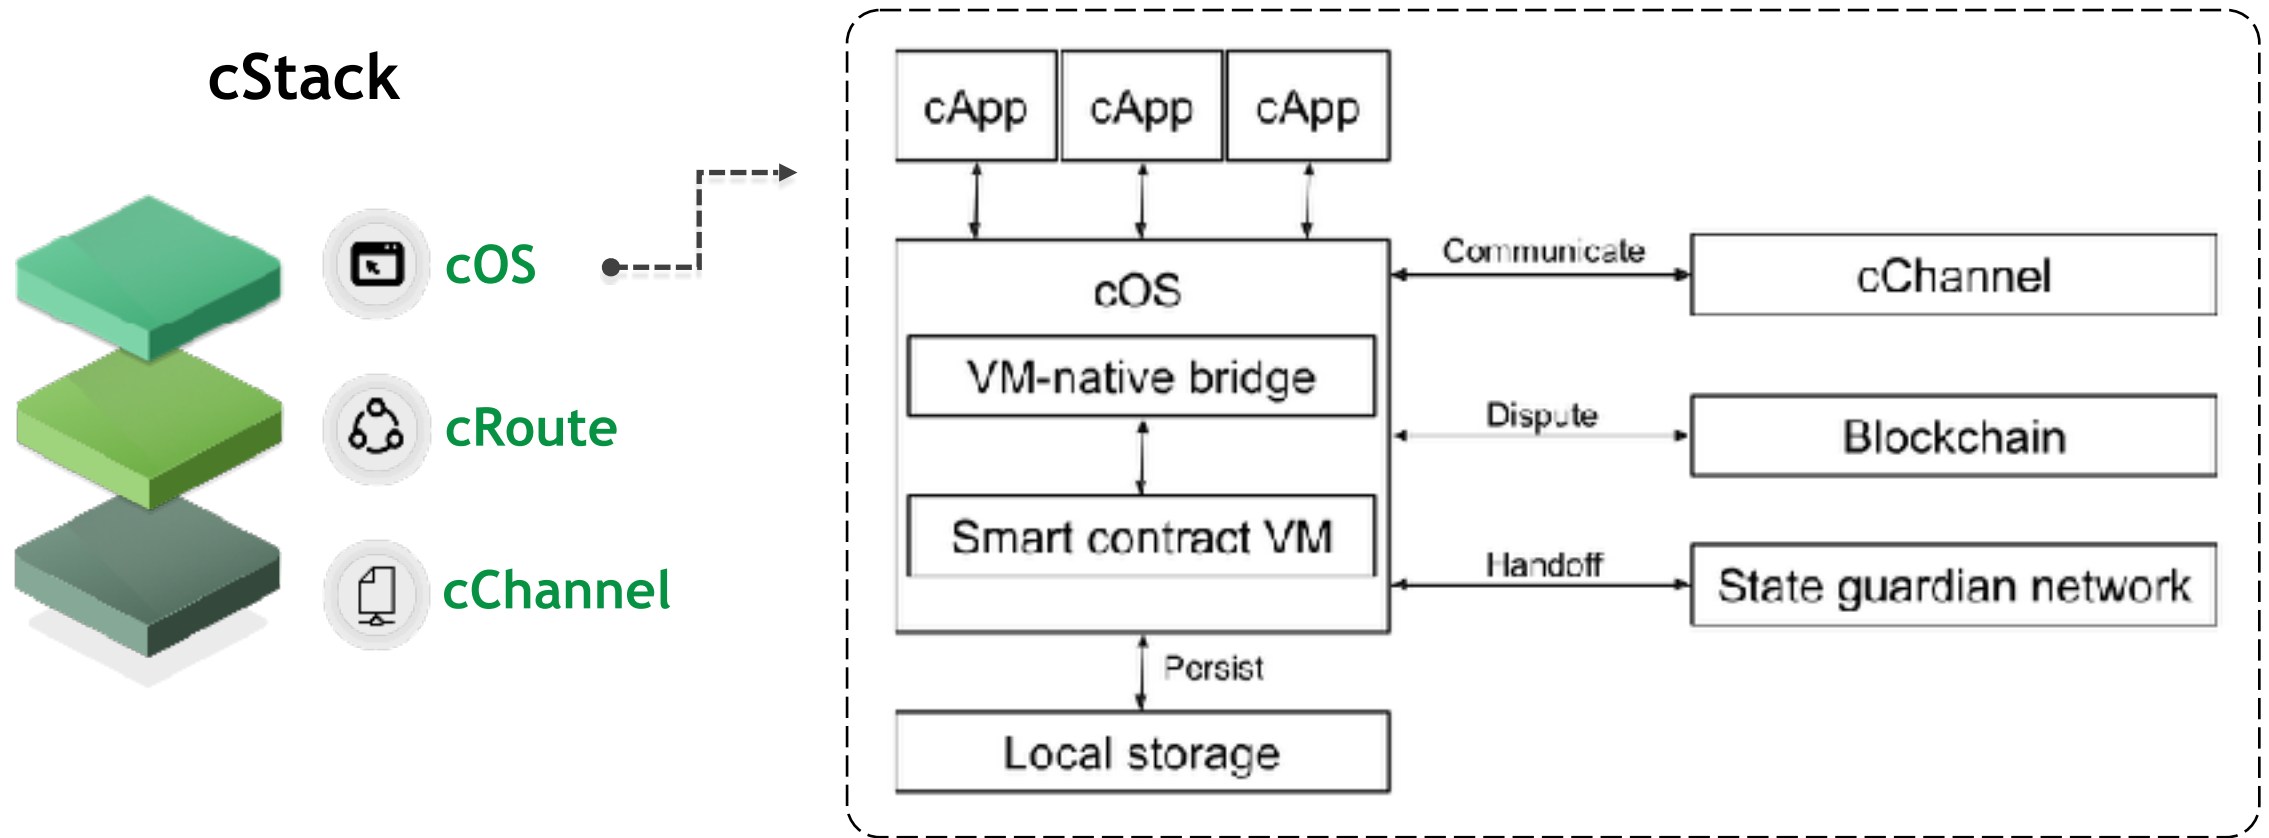 cStack
cOS
cRoute
cChannel
cApp
cApp
cApp
cOS
VM-native bridge
Smart contract VM
Communicate
cChannel
Dispute
Blockchain
Handoff
State guardian network
Persist
Local storage